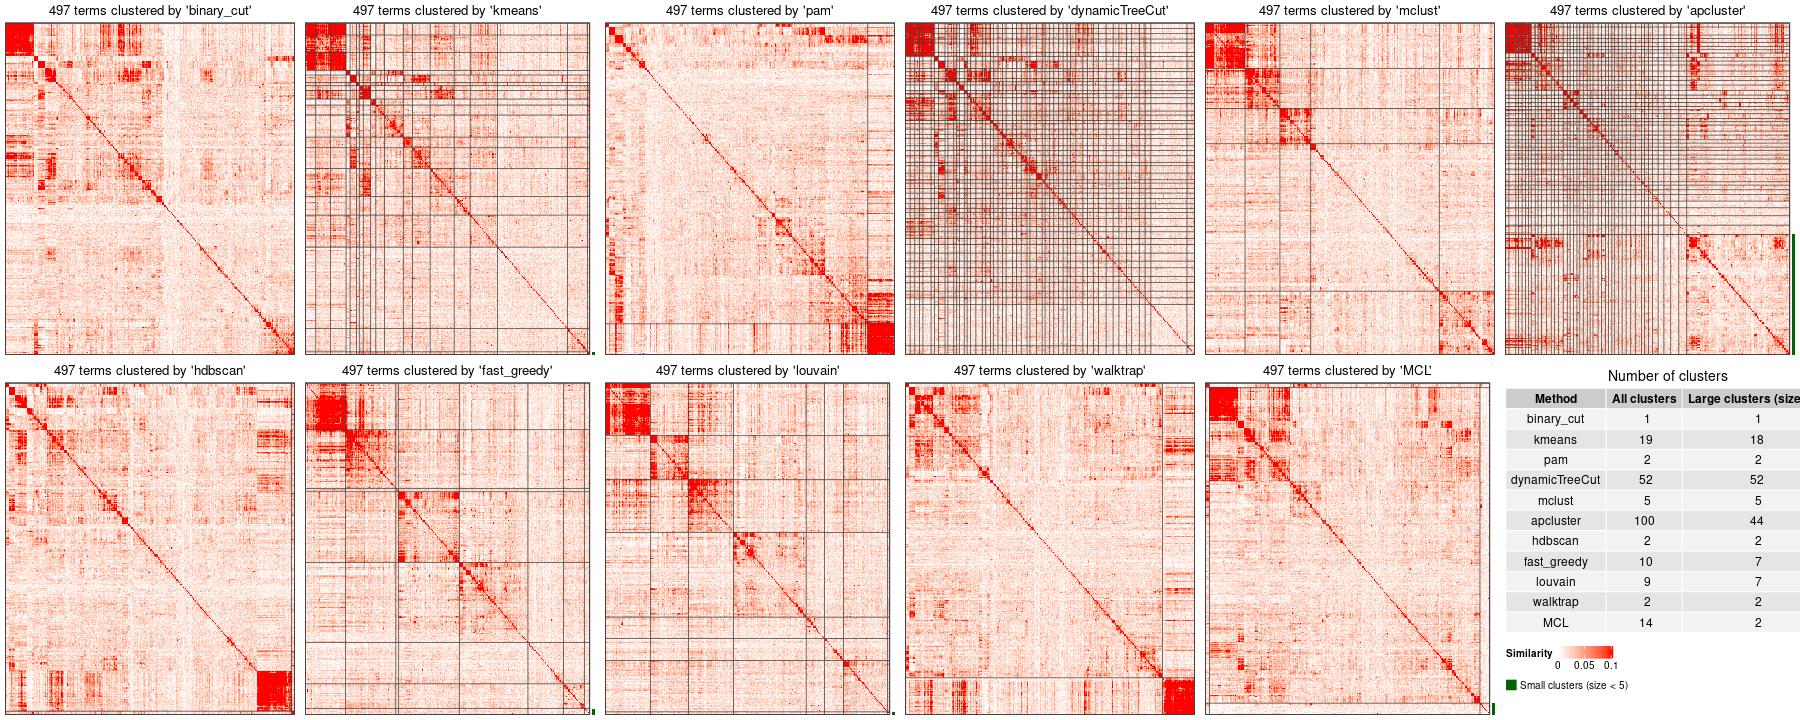 497 terms clustered by 'binary_cut'
497 terms clustered by 'kmeans'
497 terms clustered by 'pam'
497 terms clustered by 'dynamicTreeCut'
497 terms clustered by 'mclust'
497 terms clustered by 'apcluster'
497 terms clustered by 'hdbscan'
497 terms clustered by 'fast_greedy'
497 terms clustered by 'louvain'
497 terms clustered by 'walktrap'
497 terms clustered by 'MCL'
Number of clusters
Method All clusters Large clusters (size
binary_cut 1 1
kmeans 19 18
pam 2 2
dynamicTreeCut 52 52
mclust 5 5
apcluster 100 44
hdbscan 2 2
fast_greedy 10 7
louvain 9 7
walktrap 2 2
MCL 14 2
Similarity
0 0.05 0.1
Small clusters (size < 5)